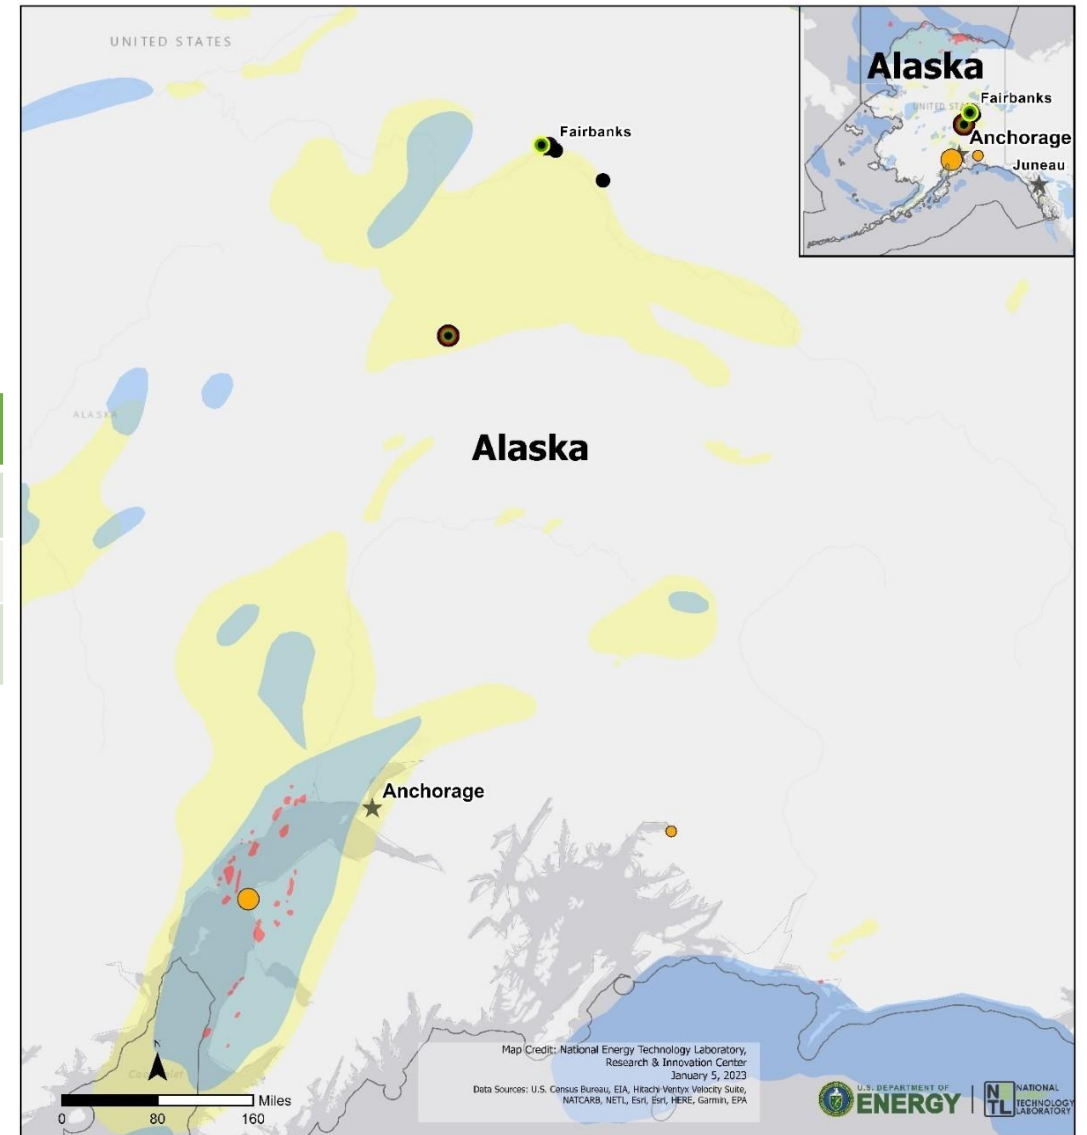 UNITED STATES
Fairbanks
ALASKA
Alaska
Anchorage
Alaska
Fairbanks
Anchorage
Juneau
Map Credit: National Energy Technology Laboratory,
Research & Innovation Center
January 5, 2023
Data Sources: U.S. Census Bureau, EIA, Hitachi-Ventyx Velocity Suite,
NATCARB, NETL, Esri, Esri, HERE, Garmin, EPA
N
Miles
0 80 160
U.S. DEPARTMENT OF
ENERGY
NETL
NATIONAL
TECHNOLOGY
LABORATORY